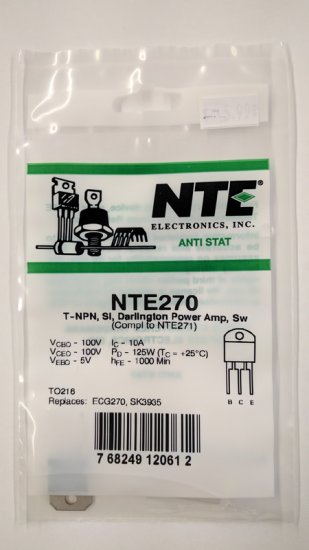 NTE®
ELECTRONICS, INC.
ANTI STAT
NTE270
T-NPN, Si, Darlington Power Amp, Sw
(Compl to NTE271)
VCBO - 100V IC - 10A
VCEO - 100V PD - 125W (TC = +25°C)
VEBO - 5V hFE - 1000 Min
B C E
TO218
Replaces: ECG270, SK3935
7 68249 12061 2